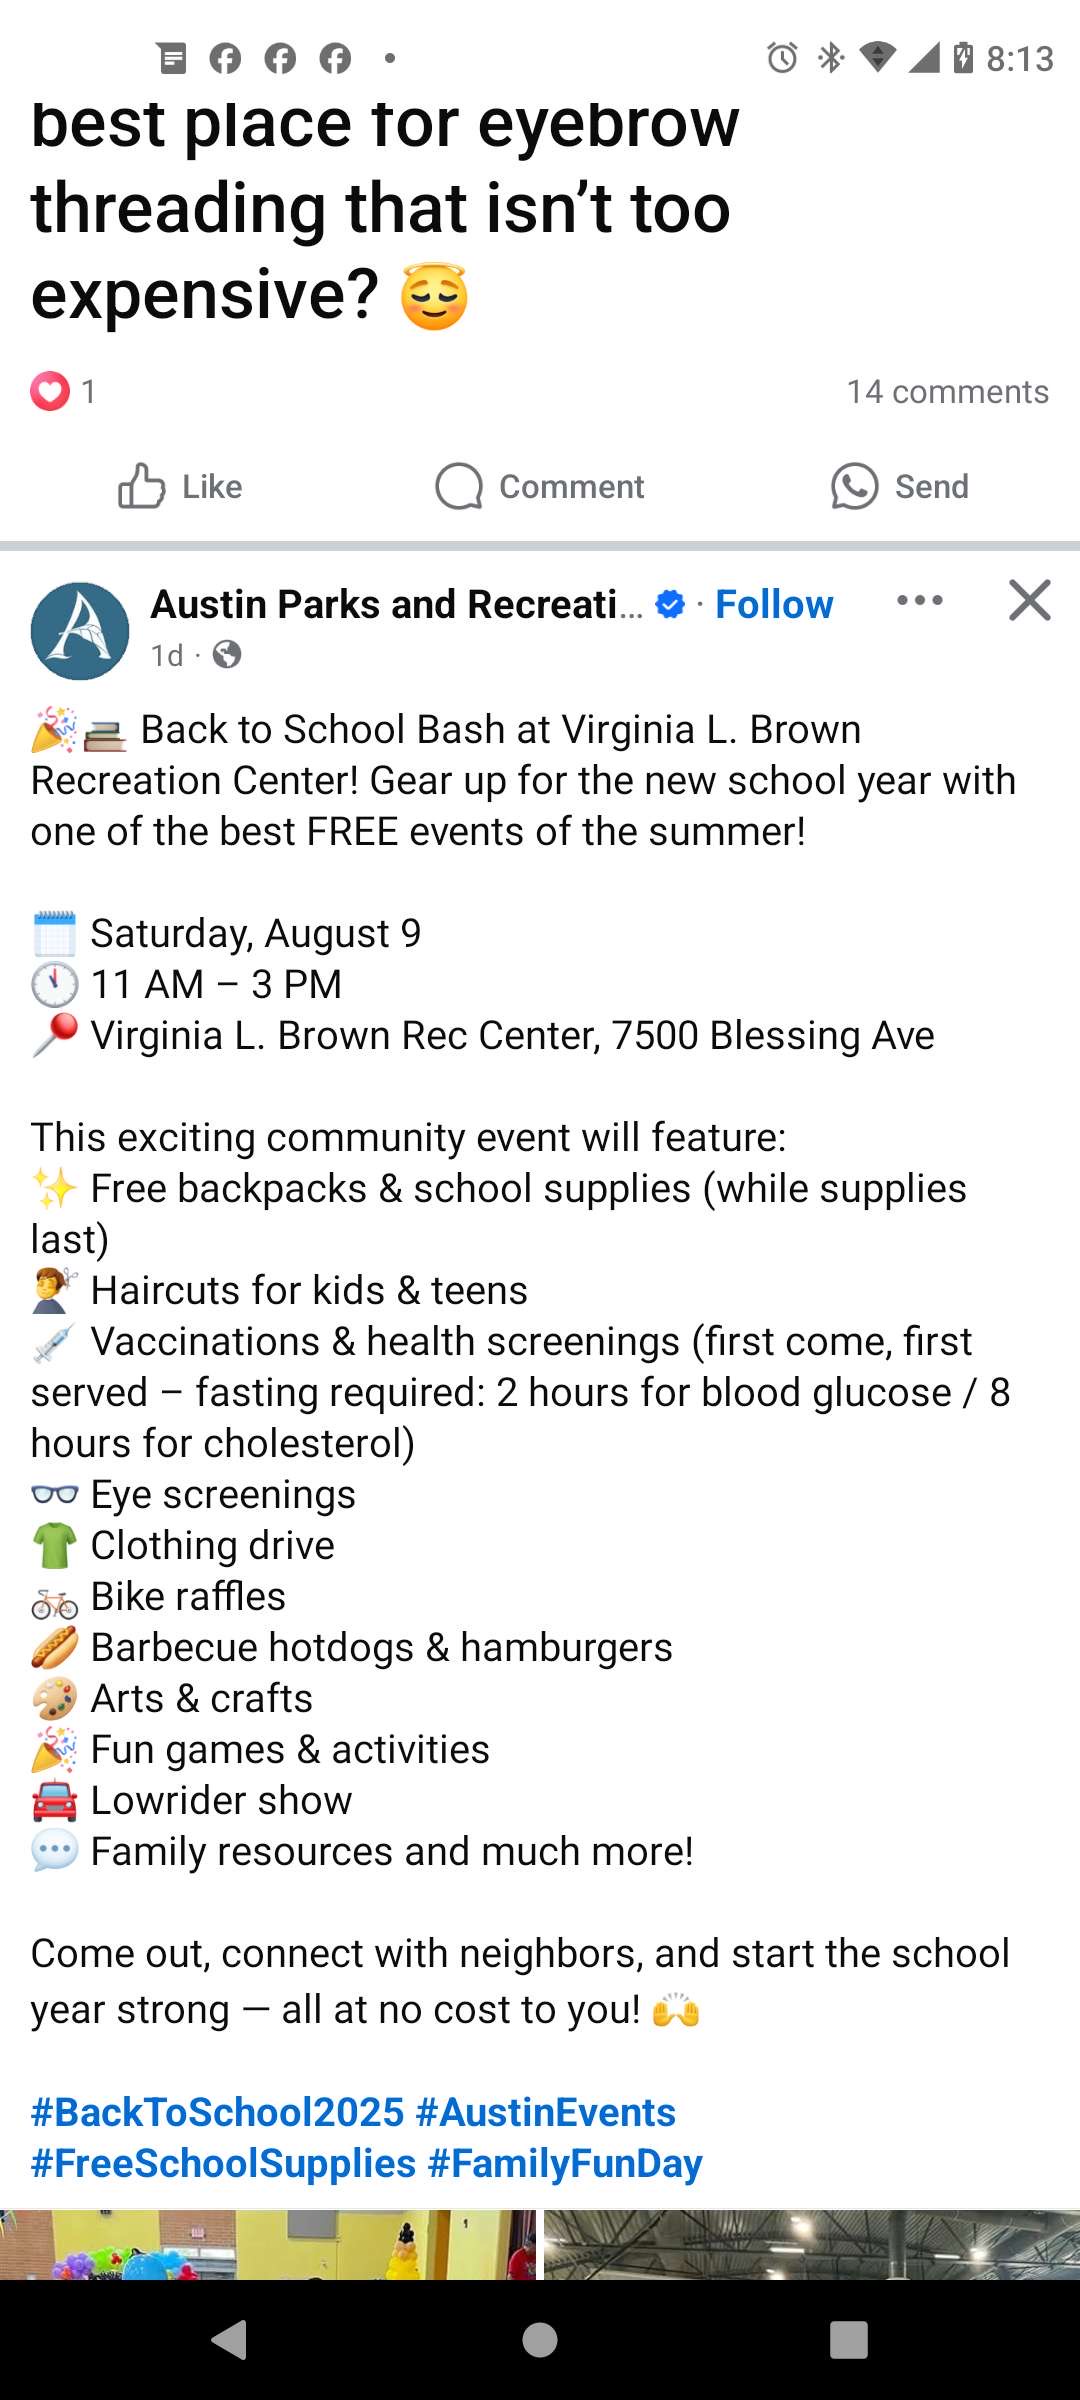 8:13
best place for eyebrow
threading that isn’t too
expensive? 😇
1
14 comments
Like
Comment
Send
Austin Parks and Recreati... · Follow
1d ·
🎉📚 Back to School Bash at Virginia L. Brown
Recreation Center! Gear up for the new school year with
one of the best FREE events of the summer!
🗓️ Saturday, August 9
🕚 11 AM – 3 PM
📍 Virginia L. Brown Rec Center, 7500 Blessing Ave
This exciting community event will feature:
✨ Free backpacks & school supplies (while supplies
last)
💇‍♂️ Haircuts for kids & teens
💉 Vaccinations & health screenings (first come, first
served – fasting required: 2 hours for blood glucose / 8
hours for cholesterol)
👓 Eye screenings
👕 Clothing drive
🚲 Bike raffles
🌭 Barbecue hotdogs & hamburgers
🎨 Arts & crafts
🎉 Fun games & activities
🚘 Lowrider show
💬 Family resources and much more!
Come out, connect with neighbors, and start the school
year strong — all at no cost to you! 🙌
#BackToSchool2025 #AustinEvents
#FreeSchoolSupplies #FamilyFunDay